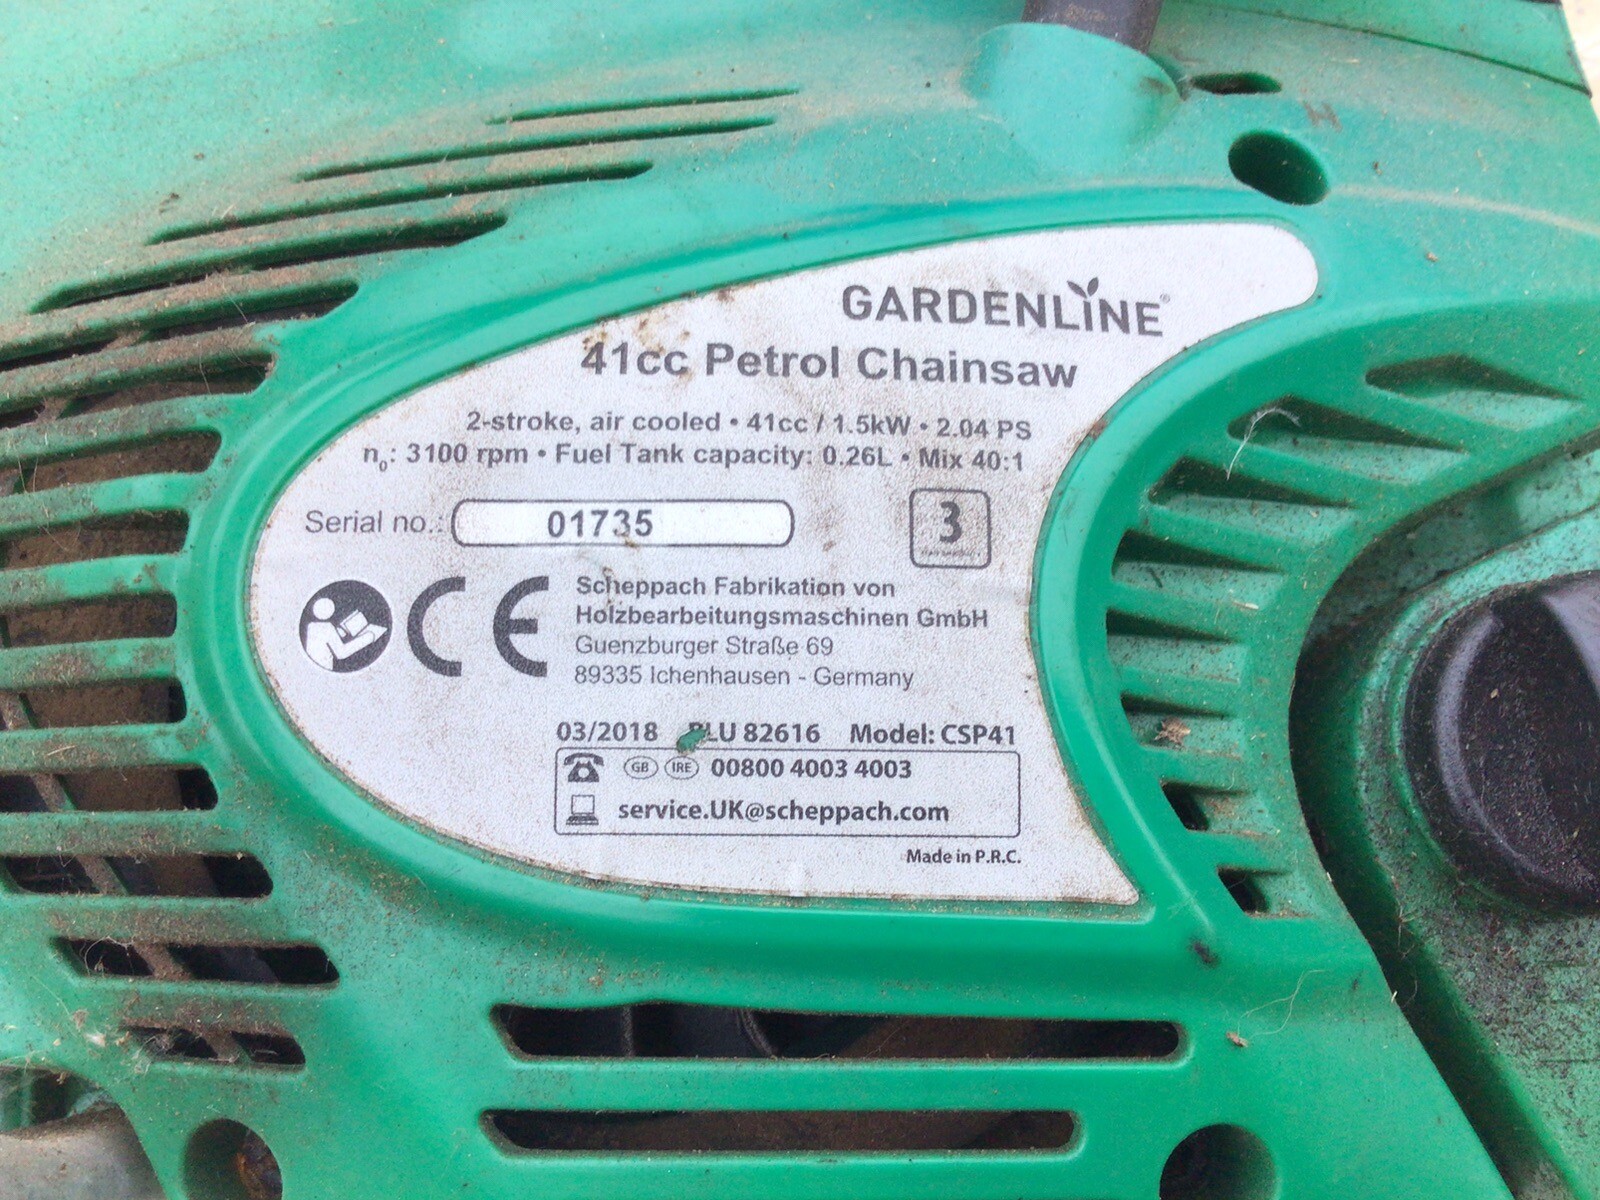 GARDENLINE®
41cc Petrol Chainsaw
2-stroke, air cooled • 41cc / 1.5kW • 2.04 PS
n₀: 3100 rpm • Fuel Tank capacity: 0.26L • Mix 40:1
Serial no.: 01735
3
CE
Scheppach Fabrikation von
Holzbearbeitungsmaschinen GmbH
Guenzburger Straße 69
89335 Ichenhausen - Germany
03/2018 PLU 82616 Model: CSP41
GB IRE 00800 4003 4003
service.UK@scheppach.com
Made in P.R.C.